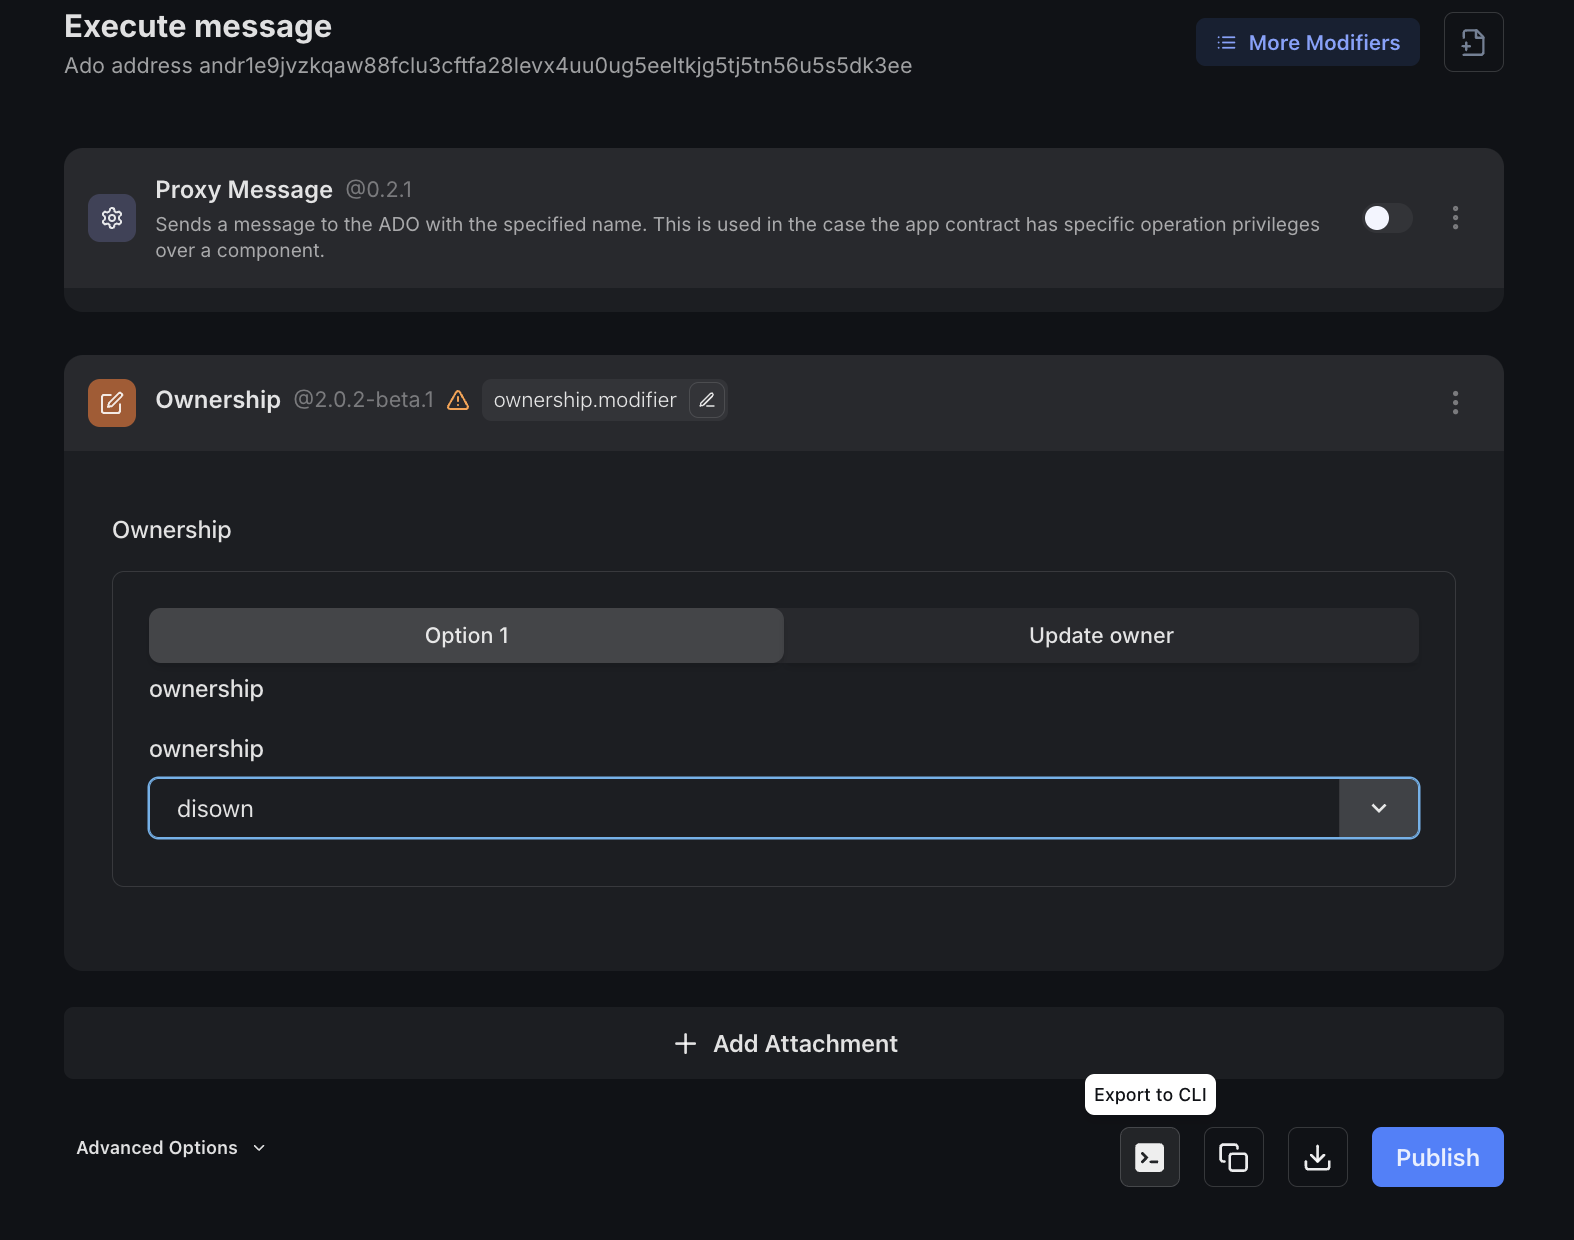 Execute message
Ado address andr1e9jvzkqaw88fclu3cftfa28levx4uu0ug5eeltkjg5tj5tn56u5s5dk3ee
More Modifiers
Proxy Message @0.2.1
Sends a message to the ADO with the specified name. This is used in the case the app contract has specific operation privileges
over a component.
Ownership @2.0.2-beta.1 ownership.modifier
Ownership
Option 1 Update owner
ownership
ownership
disown
Add Attachment
Export to CLI
Advanced Options
Publish